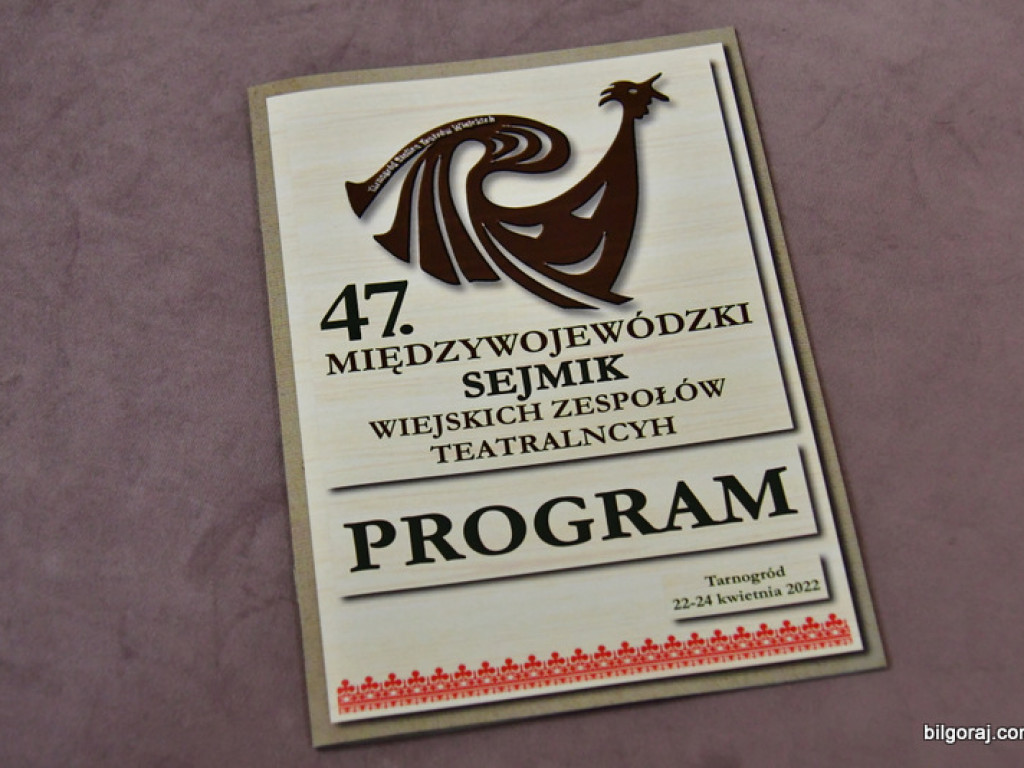 47.
MIĘDZYWOJEWÓDZKI
SEJMIK
WIEJSKICH ZESPOŁÓW
TEATRALNCYH
PROGRAM
Tarnogród
22-24 kwietnia 2022
bilgoraj.com